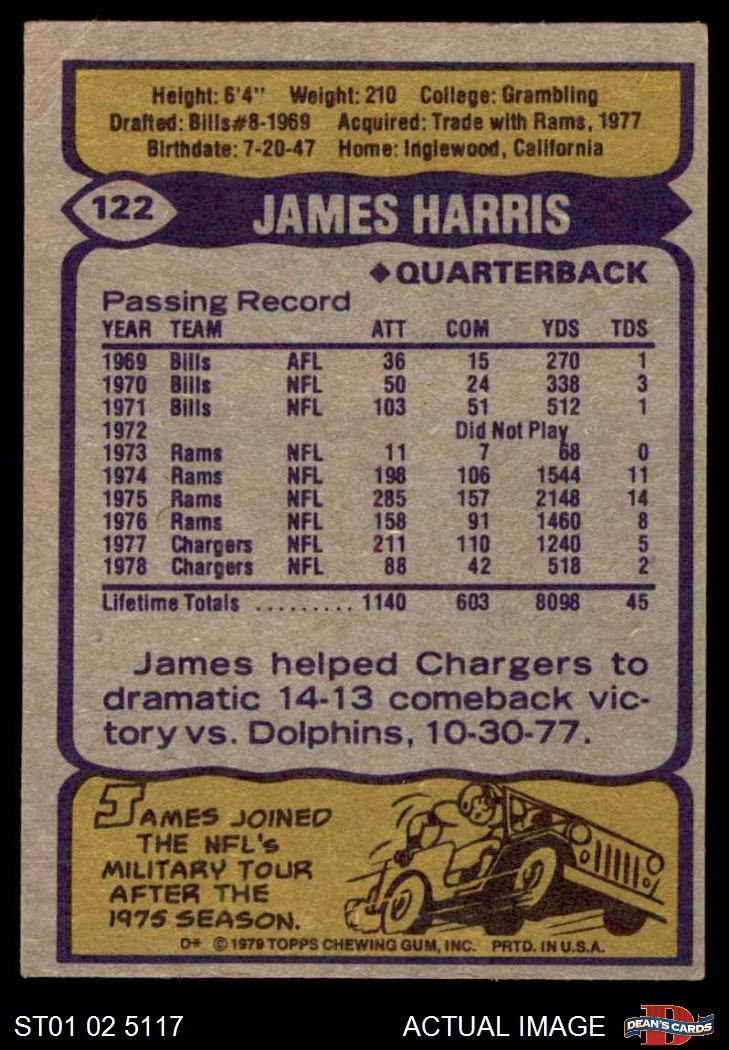 Height: 6'4" Weight: 210 College: Grambling
Drafted: Bills#8-1969 Acquired: Trade with Rams, 1977
Birthdate: 7-20-47 Home: Inglewood, California
122 JAMES HARRIS
◆QUARTERBACK
Passing Record
YEAR TEAM ATT COM YDS TDS
1969 Bills AFL 36 15 270 1
1970 Bills NFL 50 24 338 3
1971 Bills NFL 103 51 512 1
1972 Did Not Play
1973 Rams NFL 11 7 68 0
1974 Rams NFL 198 106 1544 11
1975 Rams NFL 285 157 2148 14
1976 Rams NFL 158 91 1460 8
1977 Chargers NFL 211 110 1240 5
1978 Chargers NFL 88 42 518 2
Lifetime Totals ......... 1140 603 8098 45
James helped Chargers to
dramatic 14-13 comeback vic-
tory vs. Dolphins, 10-30-77.
JAMES JOINED
THE NFL's
MILITARY TOUR
AFTER THE
1975 SEASON.
D* © 1979 TOPPS CHEWING GUM, INC. PRTD. IN U.S.A.
ST01 02 5117 ACTUAL IMAGE D DEAN'S CARDS